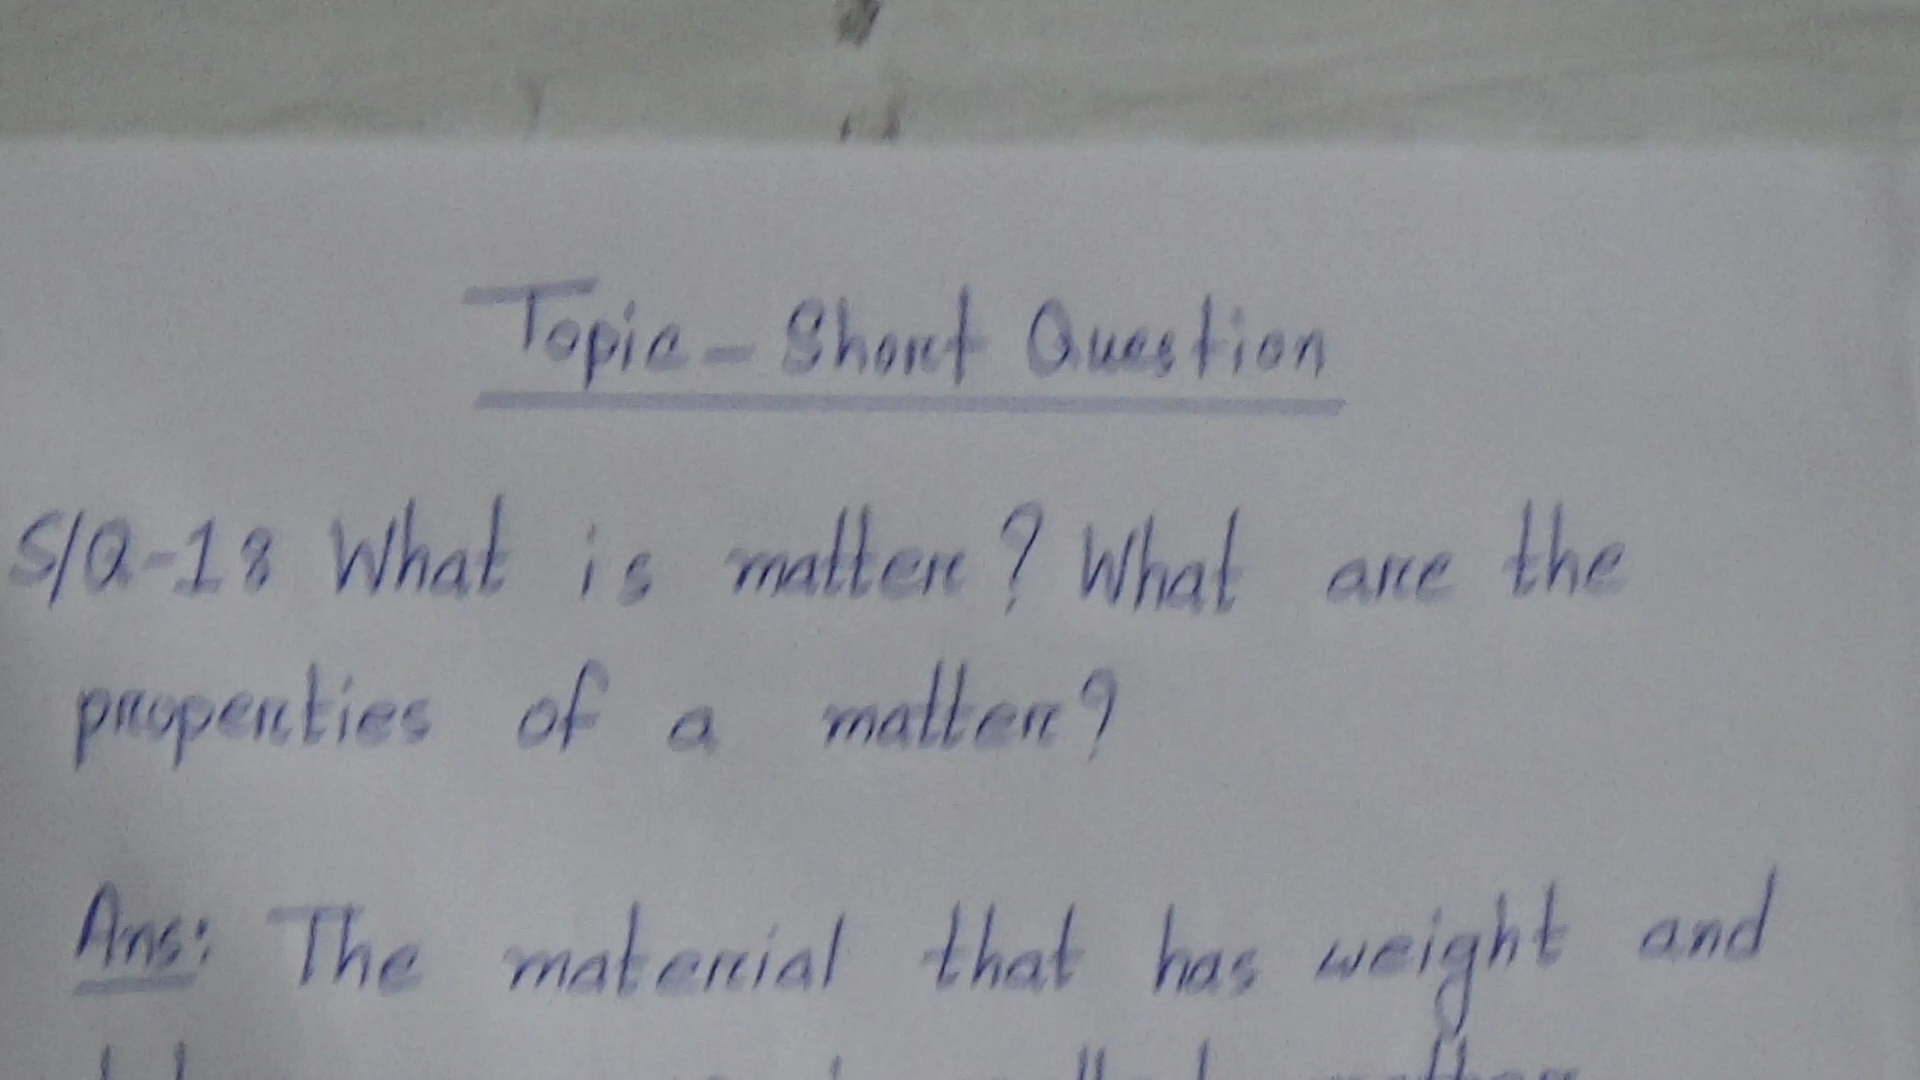 Topic - Short Question
S/Q-18 What is matter? What are the
properties of a matter?
Ans: The material that has weight and